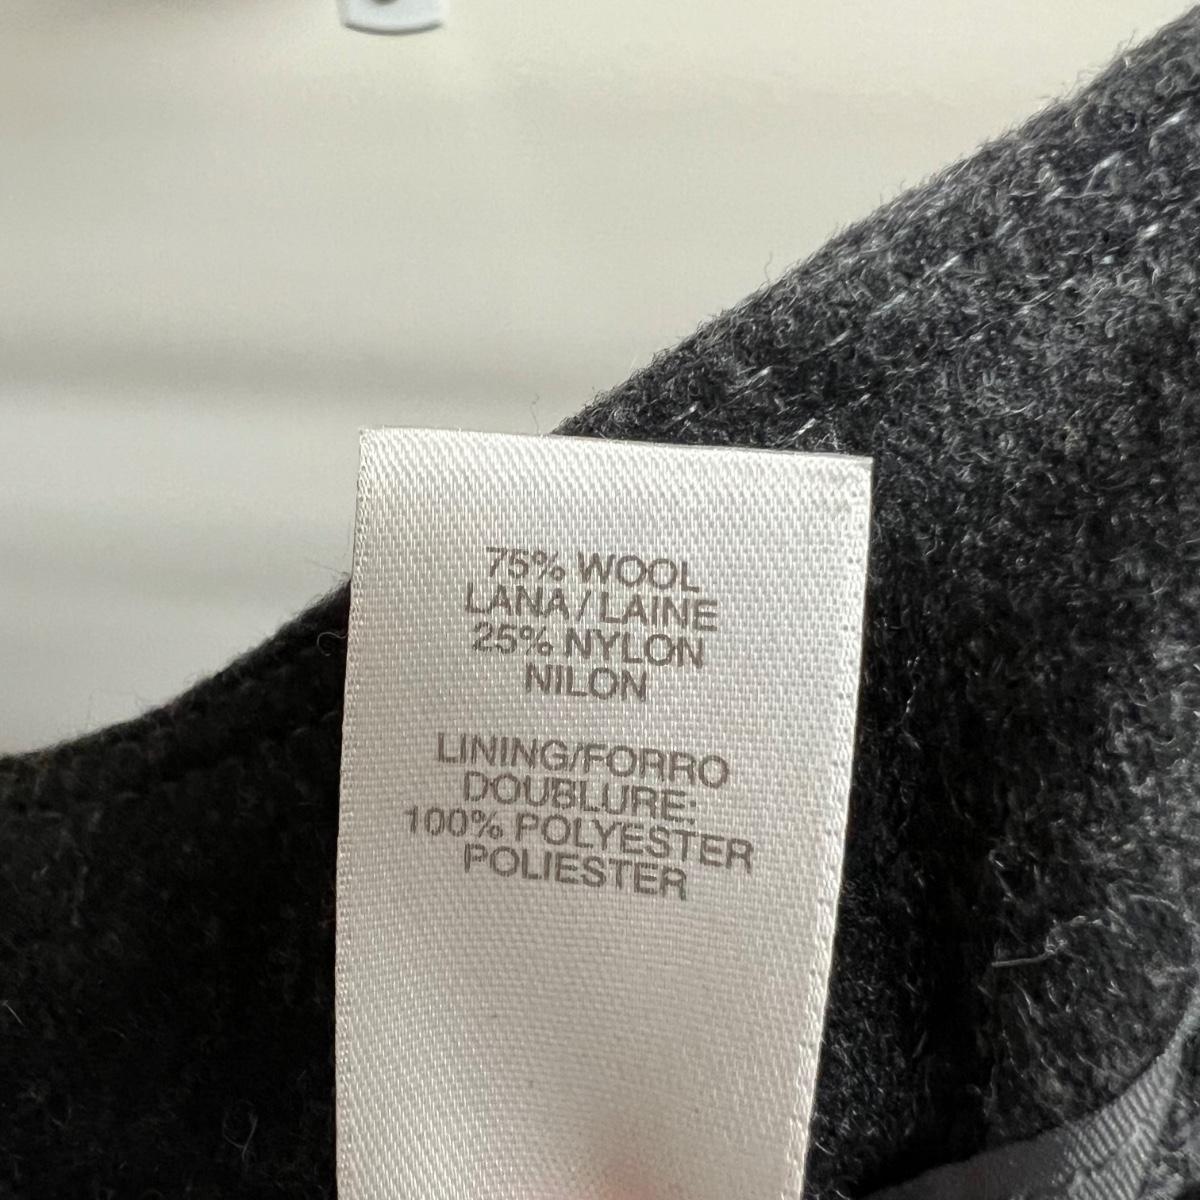 75% WOOL
LANA/LAINE
25% NYLON
NILON
LINING/FORRO
DOUBLURE:
100% POLYESTER
POLIESTER